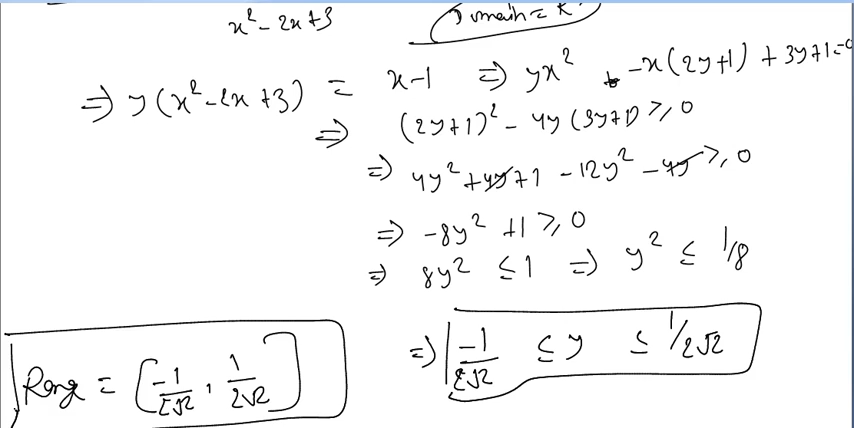 x² - 2x + 3
Domain = R
⇒ y(x² - 2x + 3) = x - 1 ⇒ yx² - x(2y+1) + 3y+1 = 0
⇒ (2y+1)² - 4y(3y+1) ≥ 0
⇒ 4y² + 4y + 1 - 12y² - 4y ≥ 0
⇒ -8y² + 1 ≥ 0
⇒ 8y² ≤ 1 ⇒ y² ≤ 1/8
⇒ -1/2√2 ≤ y ≤ 1/2√2
Rang = [-1/2√2, 1/2√2]